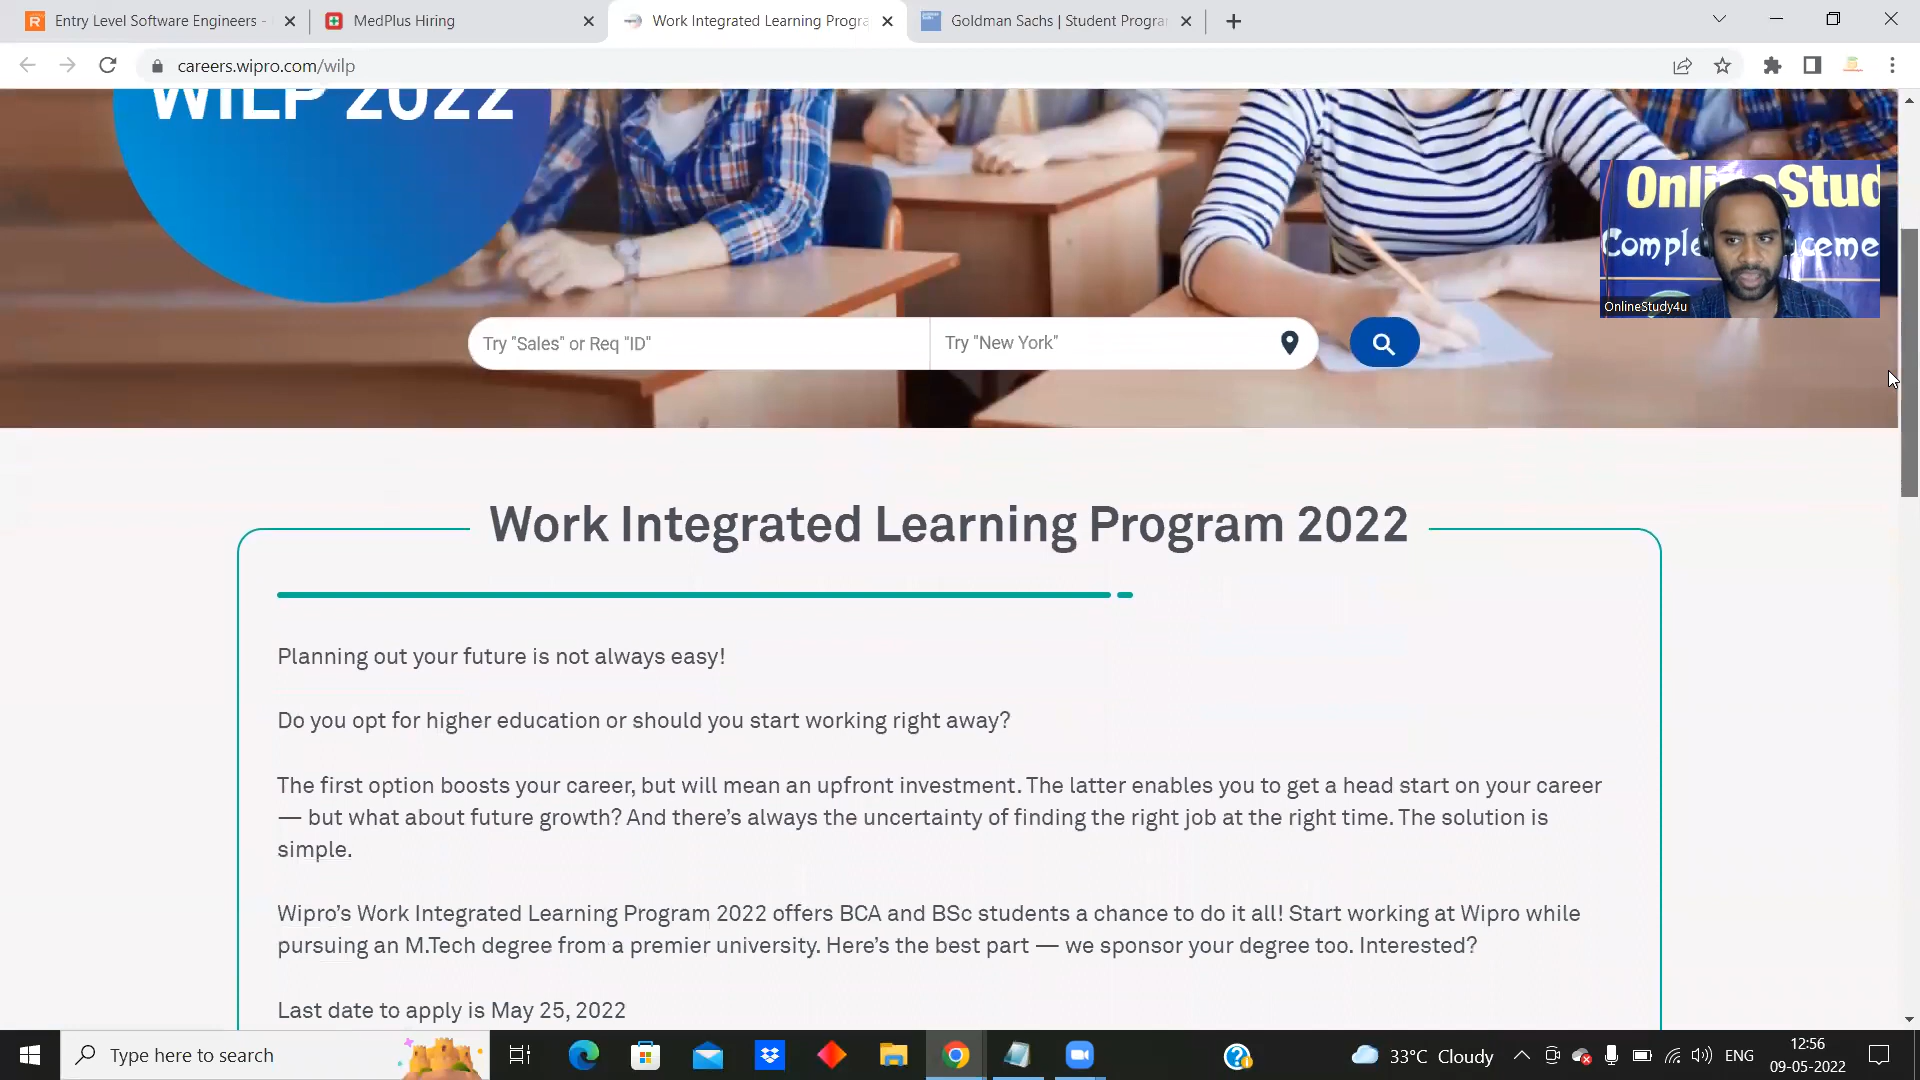 Entry Level Software Engineers -
MedPlus Hiring
Work Integrated Learning Progra
Goldman Sachs | Student Progra
careers.wipro.com/wilp
WILP 2022
OnlineStud
Comple
ceme
OnlineStudy4u
Try "Sales" or Req "ID"
Try "New York"
Work Integrated Learning Program 2022
Planning out your future is not always easy!
Do you opt for higher education or should you start working right away?
The first option boosts your career, but will mean an upfront investment. The latter enables you to get a head start on your career
— but what about future growth? And there’s always the uncertainty of finding the right job at the right time. The solution is
simple.
Wipro’s Work Integrated Learning Program 2022 offers BCA and BSc students a chance to do it all! Start working at Wipro while
pursuing an M.Tech degree from a premier university. Here’s the best part — we sponsor your degree too. Interested?
Last date to apply is May 25, 2022
Type here to search
33°C Cloudy
ENG
12:56
09-05-2022